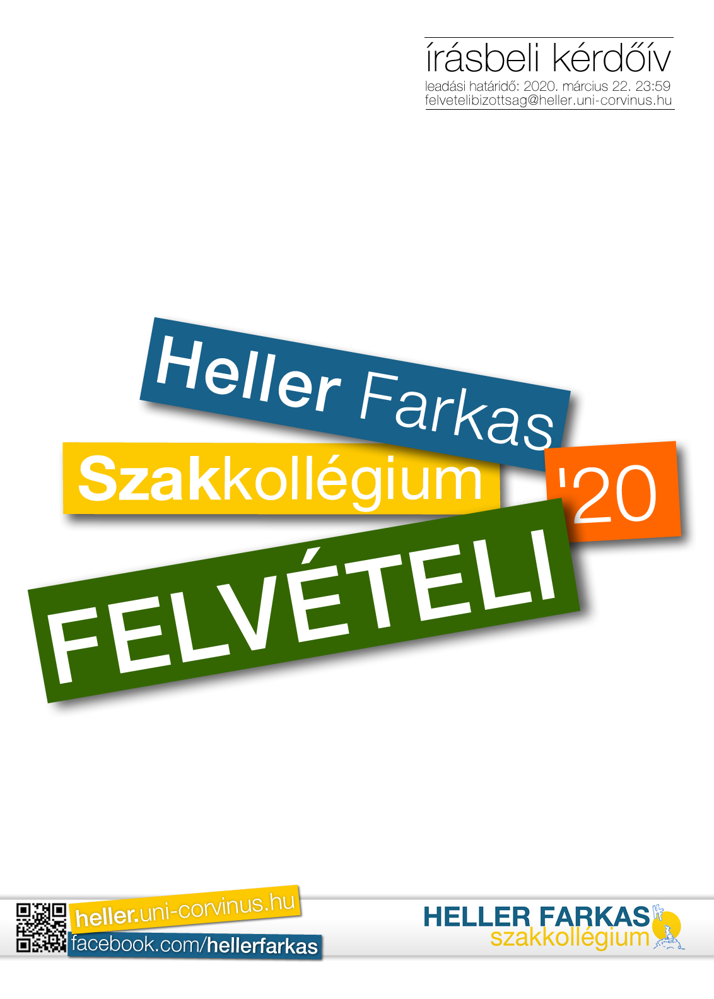 írásbeli kérdőív
leadási határidő: 2020. március 22. 23:59
felvetelibizottsag@heller.uni-corvinus.hu
Heller Farkas
Szakkollégium
'20
FELVÉTELI
heller.uni-corvinus.hu
facebook.com/hellerfarkas
HELLER FARKAS
szakkollégium